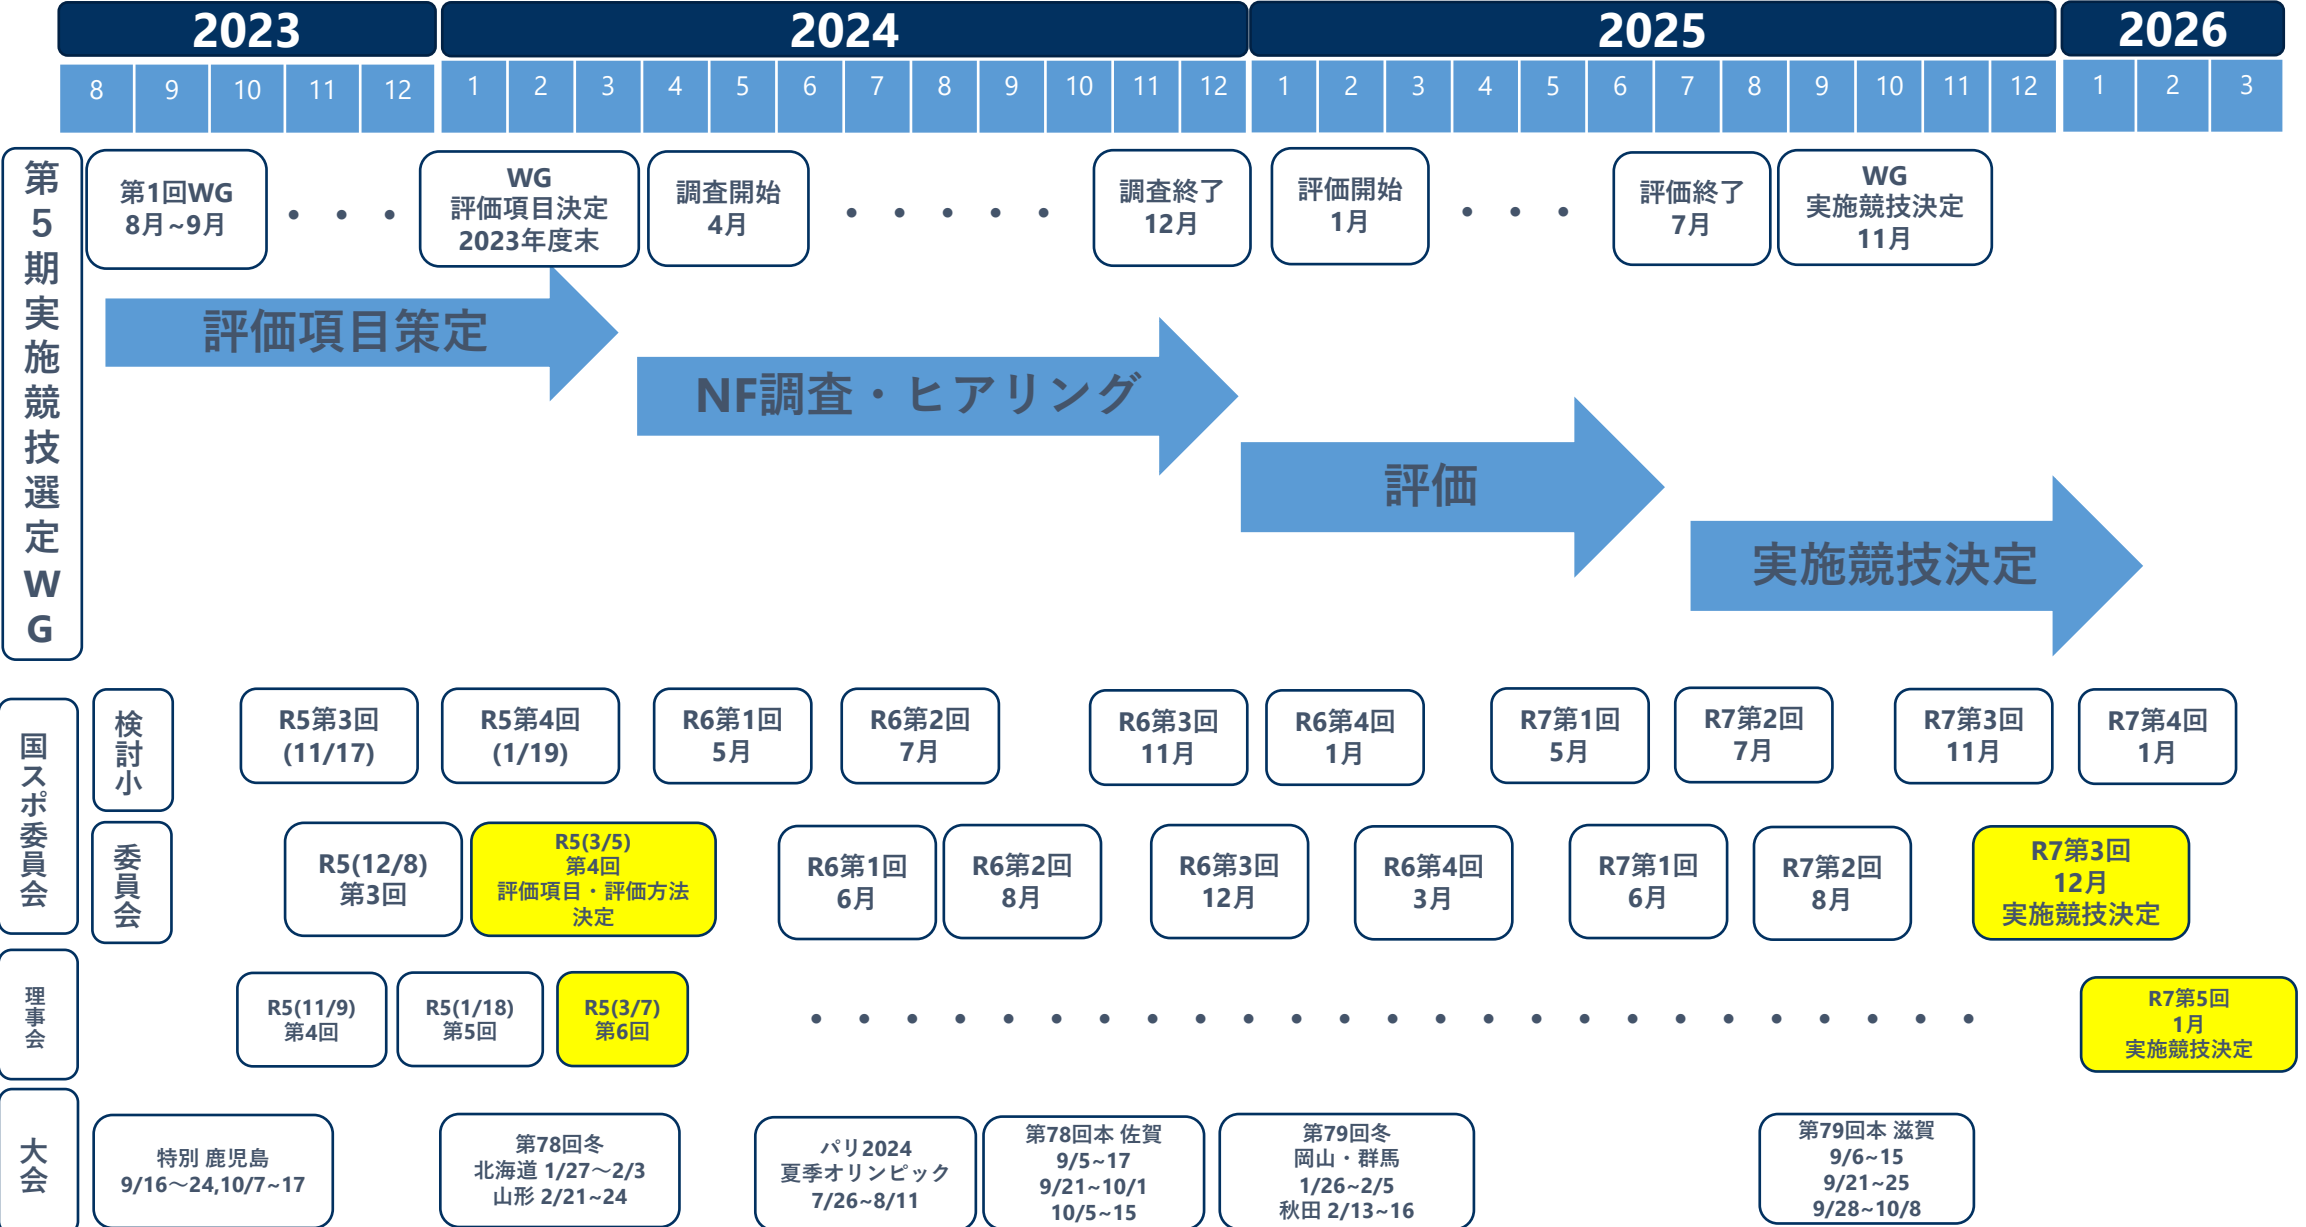 2023
2024
2025
2026
8 9 10 11 12 1 2 3 4 5 6 7 8 9 10 11 12 1 2 3 4 5 6 7 8 9 10 11 12 1 2 3
第5期実施競技選定WG
第1回WG
8月~9月
・・・
WG
評価項目決定
2023年度末
調査開始
4月
・・・・・
調査終了
12月
評価開始
1月
・・・
評価終了
7月
WG
実施競技決定
11月
評価項目策定
NF調査・ヒアリング
評価
実施競技決定
国スポ委員会
検討小
R5第3回
(11/17)
R5第4回
(1/19)
R6第1回
5月
R6第2回
7月
R6第3回
11月
R6第4回
1月
R7第1回
5月
R7第2回
7月
R7第3回
11月
R7第4回
1月
委員会
R5(12/8)
第3回
R5(3/5)
第4回
評価項目・評価方法
決定
R6第1回
6月
R6第2回
8月
R6第3回
12月
R6第4回
3月
R7第1回
6月
R7第2回
8月
R7第3回
12月
実施競技決定
理事会
R5(11/9)
第4回
R5(1/18)
第5回
R5(3/7)
第6回
・・・・・・・・・・・・・・・・・・・・・・・・・
R7第5回
1月
実施競技決定
大会
特別 鹿児島
9/16～24,10/7~17
第78回冬
北海道 1/27～2/3
山形 2/21~24
パリ2024
夏季オリンピック
7/26~8/11
第78回本 佐賀
9/5~17
9/21~10/1
10/5~15
第79回冬
岡山・群馬
1/26~2/5
秋田 2/13~16
第79回本 滋賀
9/6~15
9/21~25
9/28~10/8